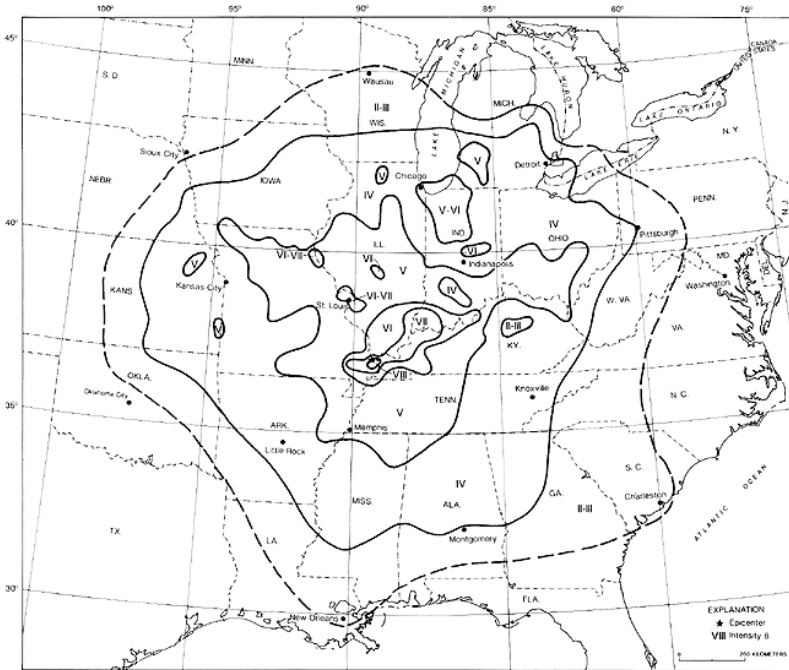 100°
95°
90°
85°
80°
75°
45°
MINN.
CANADA
UNITED STATES
S. D.
Wausau
II-III
WIS.
LAKE MICHIGAN
LAKE HURON
MICH.
LAKE ONTARIO
N. Y.
Sioux City
V
Detroit
LAKE ERIE
NEBR.
IOWA
V
Chicago
IV
V-VI
IND.
PENN.
N.J.
40°
IV
OHIO
Pittsburgh
ILL.
VI-VII
VI
V
VI
Indianapolis
MD.
Washington
DEL.
V
Kansas City
KANS.
St. Louis
VI-VII
IV
W. VA.
VA.
V
VI
VII
II-III
KY.
VIII
OKLA.
Oklahoma City
35°
TENN.
Knoxville
N. C.
V
ARK.
Memphis
Little Rock
S. C.
Charleston
MISS.
IV
ALA.
GA.
II-III
Montgomery
ATLANTIC OCEAN
TX.
LA.
30°
New Orleans
FLA.
EXPLANATION
★ Epicenter
VIII Intensity 8
200 KILOMETERS